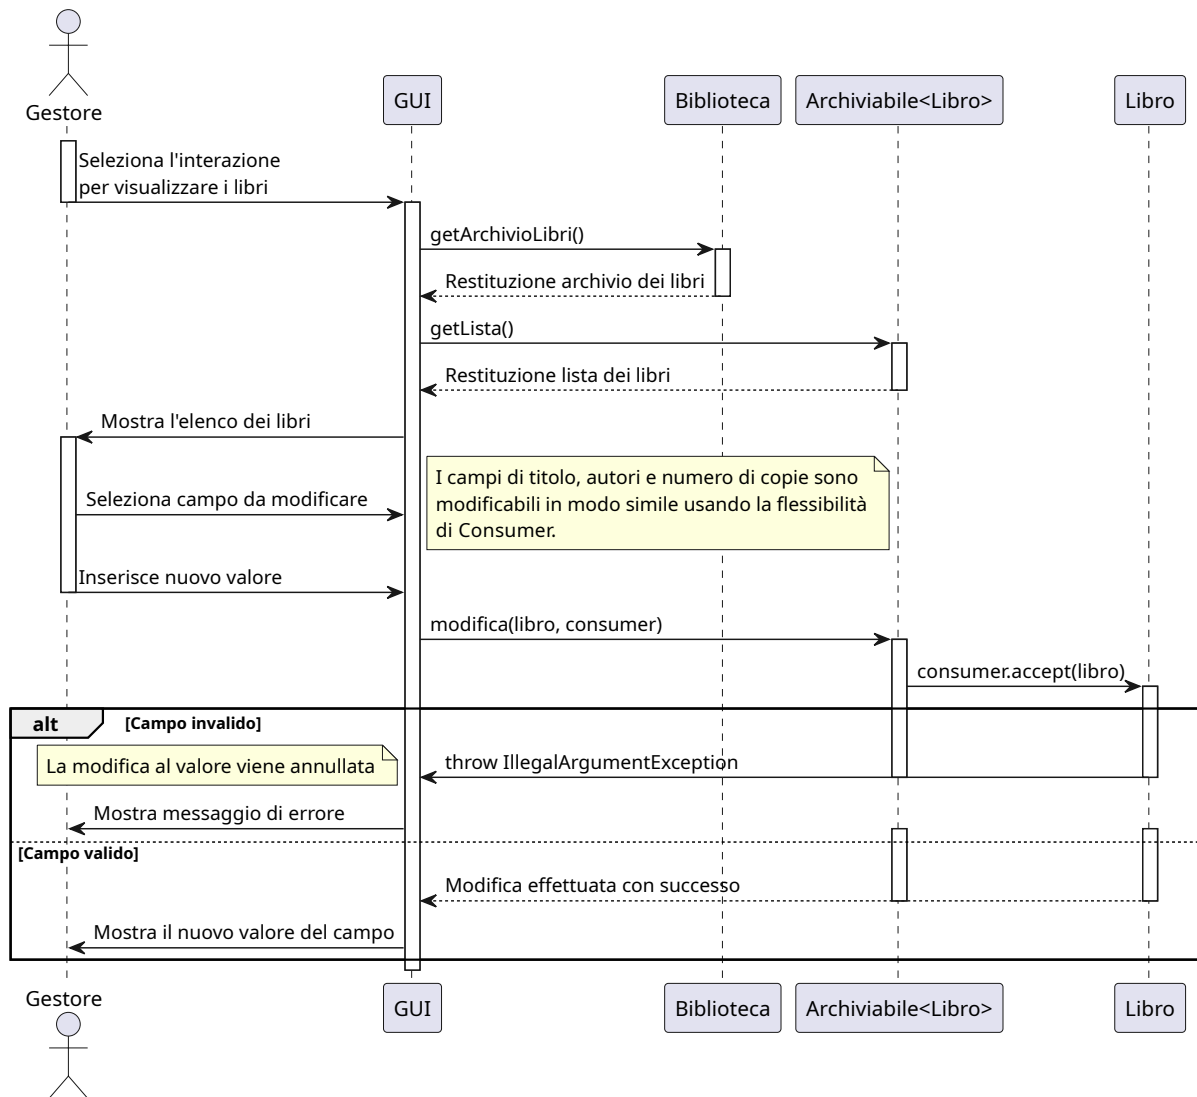 Gestore
GUI
Biblioteca
Archiviabile<Libro>
Libro
Seleziona l'interazione
per visualizzare i libri
getArchivioLibri()
Restituzione archivio dei libri
getLista()
Restituzione lista dei libri
Mostra l'elenco dei libri
I campi di titolo, autori e numero di copie sono
modificabili in modo simile usando la flessibilità
di Consumer.
Seleziona campo da modificare
Inserisce nuovo valore
modifica(libro, consumer)
consumer.accept(libro)
alt
[Campo invalido]
La modifica al valore viene annullata
throw IllegalArgumentException
Mostra messaggio di errore
[Campo valido]
Modifica effettuata con successo
Mostra il nuovo valore del campo
Gestore
GUI
Biblioteca
Archiviabile<Libro>
Libro